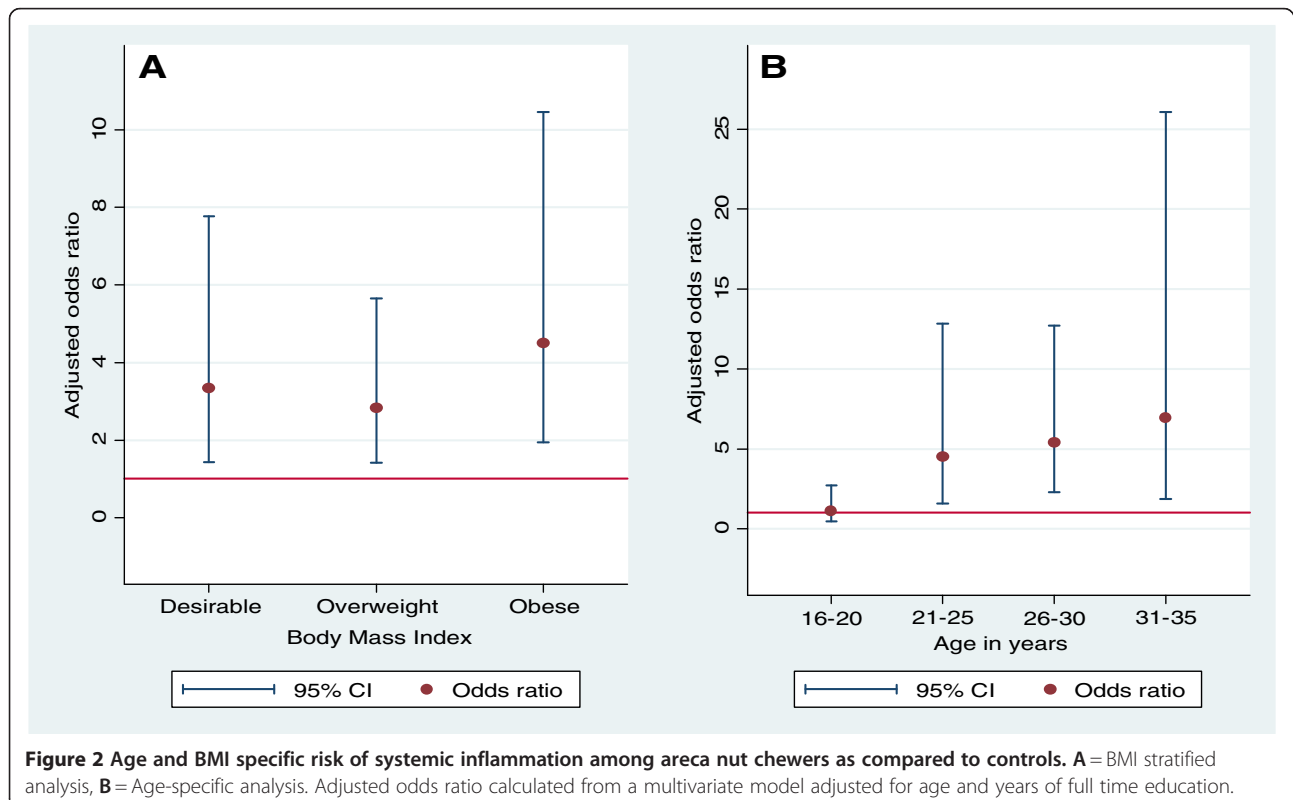 A
10
8
6
4
2
0
Adjusted odds ratio
Desirable Overweight Obese
Body Mass Index
95% CI Odds ratio
B
25
20
15
10
5
0
Adjusted odds ratio
16-20 21-25 26-30 31-35
Age in years
95% CI Odds ratio
Figure 2 Age and BMI specific risk of systemic inflammation among areca nut chewers as compared to controls. A = BMI stratified
analysis, B = Age-specific analysis. Adjusted odds ratio calculated from a multivariate model adjusted for age and years of full time education.